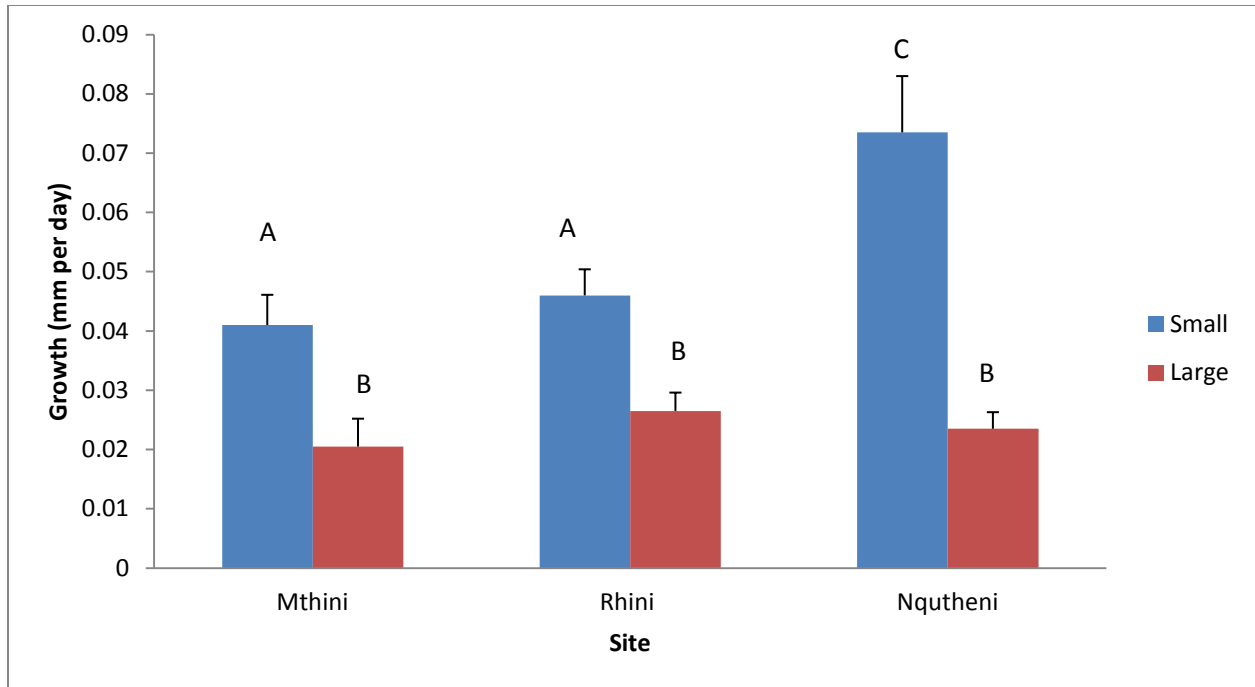 0.09
0.08
0.07
0.06
0.05
0.04
0.03
0.02
0.01
0
Growth (mm per day)
A
B
A
B
C
B
Mthini
Rhini
Nqutheni
Site
Small
Large